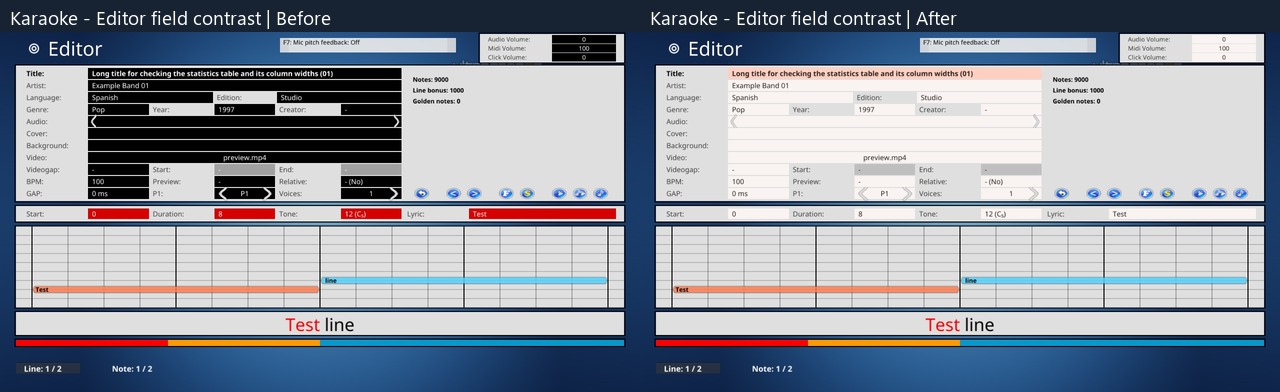 Karaoke - Editor field contrast | Before
Editor
F7: Mic pitch feedback: Off
Audio Volume: 0
Midi Volume: 100
Click Volume: 0
Title: Long title for checking the statistics table and its column widths (01)
Artist: Example Band 01
Language: Spanish Edition: Studio
Genre: Pop Year: 1997 Creator: -
Audio:
Cover:
Background:
Video: preview.mp4
Videogap: - Start: - End: -
BPM: 100 Preview: - Relative: - (No)
GAP: 0 ms P1: P1 Voices: 1
Notes: 9000
Line bonus: 1000
Golden notes: 0
Start: 0 Duration: 8 Tone: 12 (C₅) Lyric: Test
line
Test
Test line
Line: 1 / 2 Note: 1 / 2
Karaoke - Editor field contrast | After
Editor
F7: Mic pitch feedback: Off
Audio Volume: 0
Midi Volume: 100
Click Volume: 0
Title: Long title for checking the statistics table and its column widths (01)
Artist: Example Band 01
Language: Spanish Edition: Studio
Genre: Pop Year: 1997 Creator: -
Audio:
Cover:
Background:
Video: preview.mp4
Videogap: - Start: - End: -
BPM: 100 Preview: - Relative: - (No)
GAP: 0 ms P1: P1 Voices: 1
Notes: 9000
Line bonus: 1000
Golden notes: 0
Start: 0 Duration: 8 Tone: 12 (C₅) Lyric: Test
line
Test
Test line
Line: 1 / 2 Note: 1 / 2